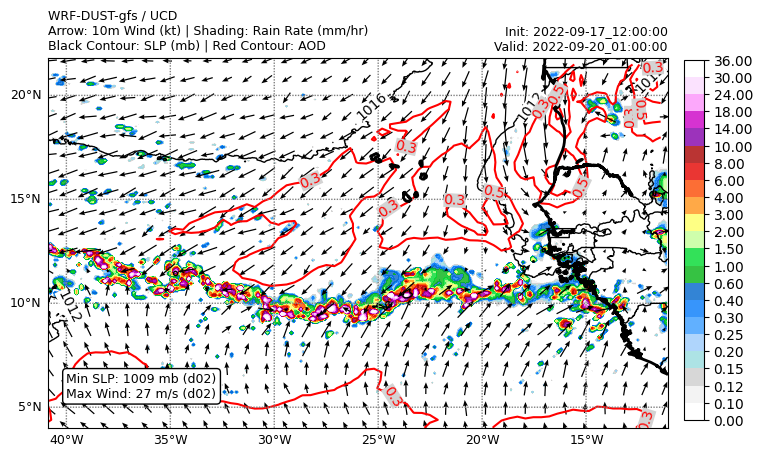 WRF-DUST-gfs / UCD
Arrow: 10m Wind (kt) | Shading: Rain Rate (mm/hr)
Black Contour: SLP (mb) | Red Contour: AOD
Init: 2022-09-17_12:00:00
Valid: 2022-09-20_01:00:00
20°N
15°N
10°N
5°N
40°W
35°W
30°W
25°W
20°W
15°W
1016
1012
1012
0.3
0.3
0.3
0.3
0.5
0.3
0.5
0.5
0.3
0.3
0.3
Min SLP: 1009 mb (d02)
Max Wind: 27 m/s (d02)
36.00
30.00
24.00
18.00
14.00
10.00
8.00
6.00
4.00
3.00
2.00
1.50
1.00
0.60
0.40
0.30
0.25
0.20
0.15
0.12
0.10
0.00